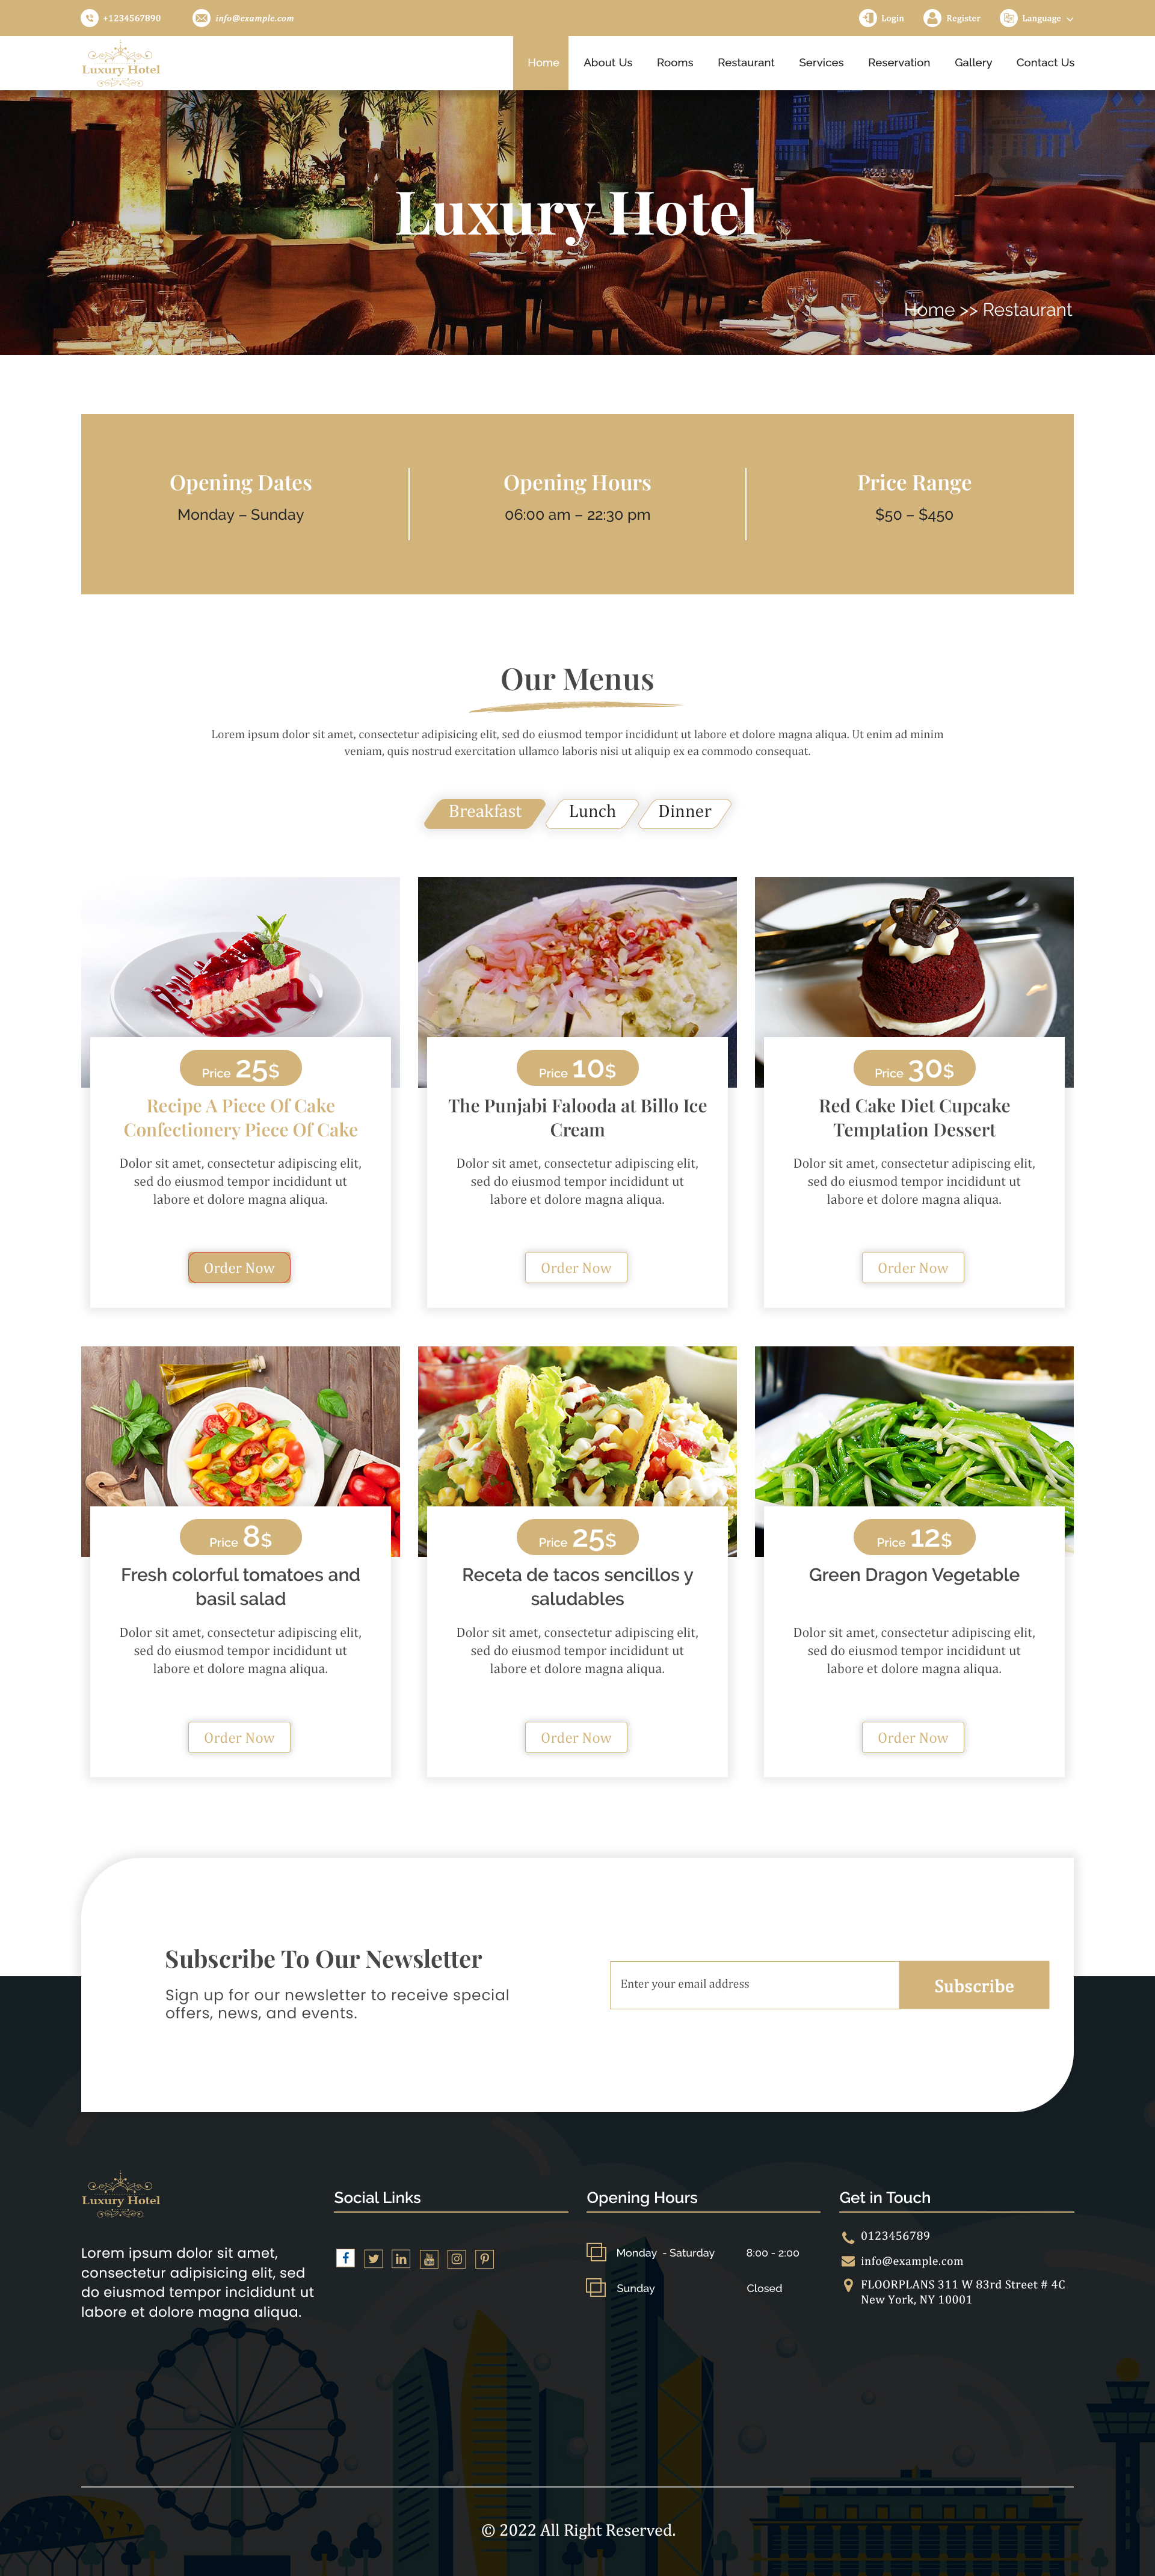 +1234567890 info@example.com Login Register Language
Luxury Hotel
Home About Us Rooms Restaurant Services Reservation Gallery Contact Us
Luxury Hotel
Home >> Restaurant
Opening Dates Opening Hours Price Range
Monday – Sunday 06:00 am – 22:30 pm $50 – $450
Our Menus
Lorem ipsum dolor sit amet, consectetur adipisicing elit, sed do eiusmod tempor incididunt ut labore et dolore magna aliqua. Ut enim ad minim
veniam, quis nostrud exercitation ullamco laboris nisi ut aliquip ex ea commodo consequat.
Breakfast Lunch Dinner
Price 25$
Recipe A Piece Of Cake
Confectionery Piece Of Cake
Dolor sit amet, consectetur adipiscing elit,
sed do eiusmod tempor incididunt ut
labore et dolore magna aliqua.
Order Now
Price 10$
The Punjabi Falooda at Billo Ice
Cream
Dolor sit amet, consectetur adipiscing elit,
sed do eiusmod tempor incididunt ut
labore et dolore magna aliqua.
Order Now
Price 30$
Red Cake Diet Cupcake
Temptation Dessert
Dolor sit amet, consectetur adipiscing elit,
sed do eiusmod tempor incididunt ut
labore et dolore magna aliqua.
Order Now
Price 8$
Fresh colorful tomatoes and
basil salad
Dolor sit amet, consectetur adipiscing elit,
sed do eiusmod tempor incididunt ut
labore et dolore magna aliqua.
Order Now
Price 25$
Receta de tacos sencillos y
saludables
Dolor sit amet, consectetur adipiscing elit,
sed do eiusmod tempor incididunt ut
labore et dolore magna aliqua.
Order Now
Price 12$
Green Dragon Vegetable
Dolor sit amet, consectetur adipiscing elit,
sed do eiusmod tempor incididunt ut
labore et dolore magna aliqua.
Order Now
Subscribe To Our Newsletter
Sign up for our newsletter to receive special
offers, news, and events.
Enter your email address
Subscribe
Luxury Hotel
Lorem ipsum dolor sit amet,
consectetur adipisicing elit, sed
do eiusmod tempor incididunt ut
labore et dolore magna aliqua.
Social Links
Opening Hours
Monday - Saturday 8:00 - 2:00
Sunday Closed
Get in Touch
0123456789
info@example.com
FLOORPLANS 311 W 83rd Street # 4C
New York, NY 10001
© 2022 All Right Reserved.